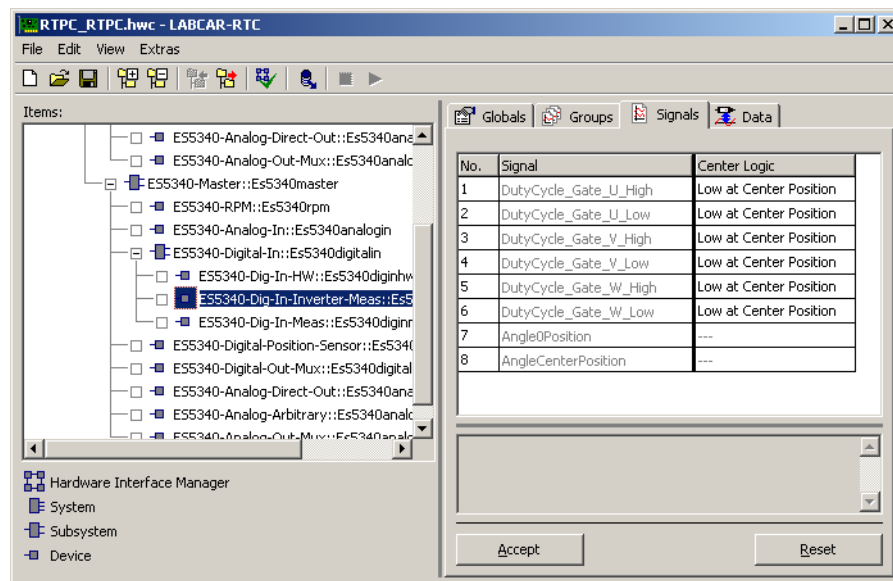 RTPC_RTPC.hwc - LABCAR-RTC
File Edit View Extras
Items:
ES5340-Analog-Direct-Out::Es5340ana
ES5340-Analog-Out-Mux::Es5340analo
ES5340-Master::Es5340master
ES5340-RPM::Es5340rpm
ES5340-Analog-In::Es5340analogin
ES5340-Digital-In::Es5340digitalin
ES5340-Dig-In-HW::Es5340diginhw
ES5340-Dig-In-Inverter-Meas::Es5
ES5340-Dig-In-Meas::Es5340diginr
ES5340-Digital-Position-Sensor::Es534(
ES5340-Digital-Out-Mux::Es5340digital
ES5340-Analog-Direct-Out::Es5340ana
ES5340-Analog-Arbitrary::Es5340analo
ES5340-Analog-Out-Mux::Es5340analo
Hardware Interface Manager
System
Subsystem
Device
Globals Groups Signals Data
No. Signal Center Logic
1 DutyCycle_Gate_U_High Low at Center Position
2 DutyCycle_Gate_U_Low Low at Center Position
3 DutyCycle_Gate_V_High Low at Center Position
4 DutyCycle_Gate_V_Low Low at Center Position
5 DutyCycle_Gate_W_High Low at Center Position
6 DutyCycle_Gate_W_Low Low at Center Position
7 Angle0Position ---
8 AngleCenterPosition ---
Accept Reset